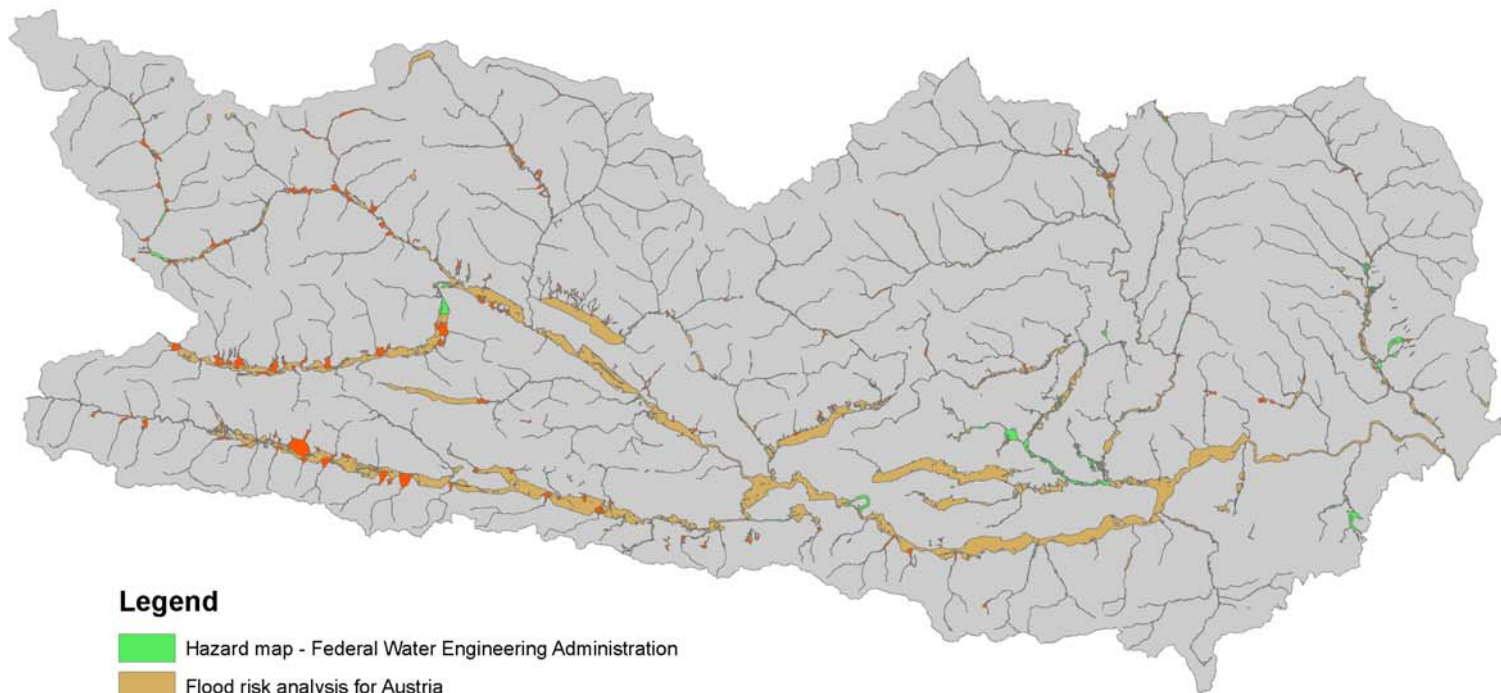 Legend
Hazard map - Federal Water Engineering Administration
Flood risk analysis for Austria